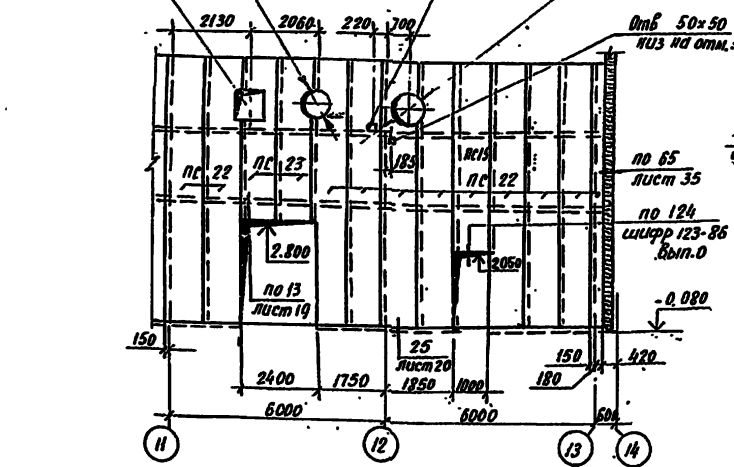 2130
2060
220
700
Отв 50×50
низ на отм.
185
ПС 22
ПС 23
ПС 22
по 65
лист 35
по 124
шифр 123-86
Вып.0
2.800
2050
по 13
лист 19
-0,080
150
25
лист 20
150
420
180
2400
1750
1850
1000
6000
6000
600
11
12
13
14